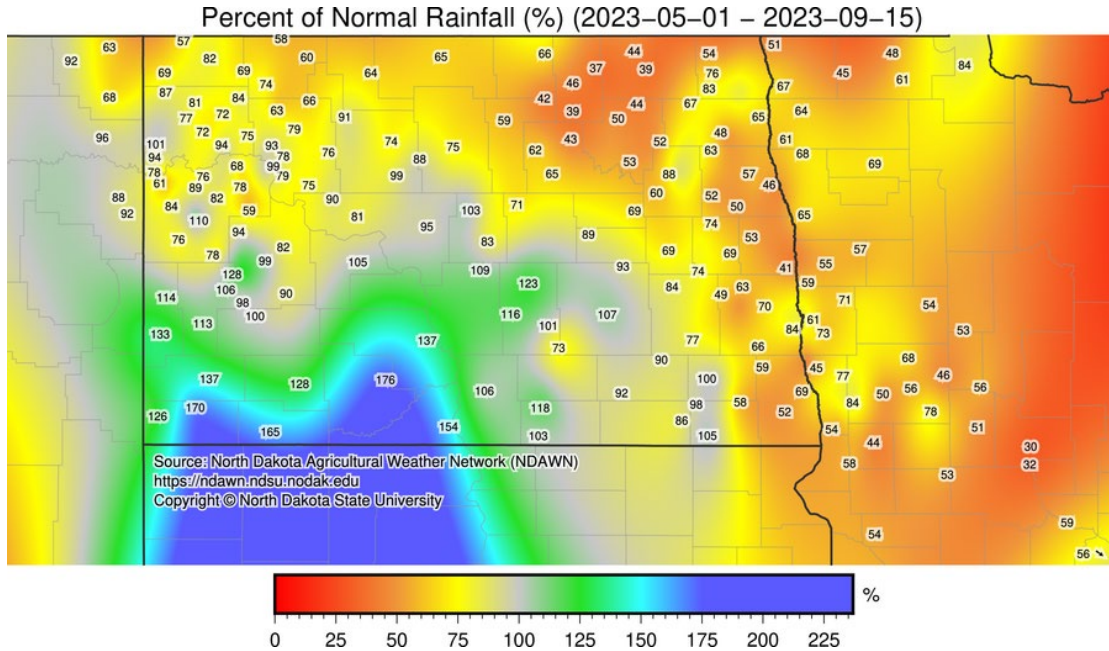 Percent of Normal Rainfall (%) (2023-05-01 - 2023-09-15)
63 57 58 44 51
92 82 60 65 66 54 48
69 69 64 37 39 76 45 61 84
87 74 46 83 67
68 81 84 66 42 44 67
77 72 63 91 59 39 50 65 64
96 72 75 79 43 48 61
101 94 93 76 74 75 62 52 63 68
94 78 88 53 69
78 68 99 65 88 57
61 76 79 99 46
89 78 75 60 52
88 82 90
84 59 103 71 69 50
92 110 81 74 65
94 95 53
76 82 83 89 69 69 57
78 99 105 93 41 55
128 109 74
106 90 123 84 63 59
114 98 49 71
100 116 107 70 54
113 101 61
133 84 73 53
137 73 77 66
90 68
137 128 176 59 45 77 46
106 92 100 69 50 56 56
170 118 98 58 84
126 52 78
165 154 86 54 51
103 105 44
30
58 32
53
Source: North Dakota Agricultural Weather Network (NDAWN)
https://ndawn.ndsu.nodak.edu
Copyright © North Dakota State University
59
54
56
%
0 25 50 75 100 125 150 175 200 225